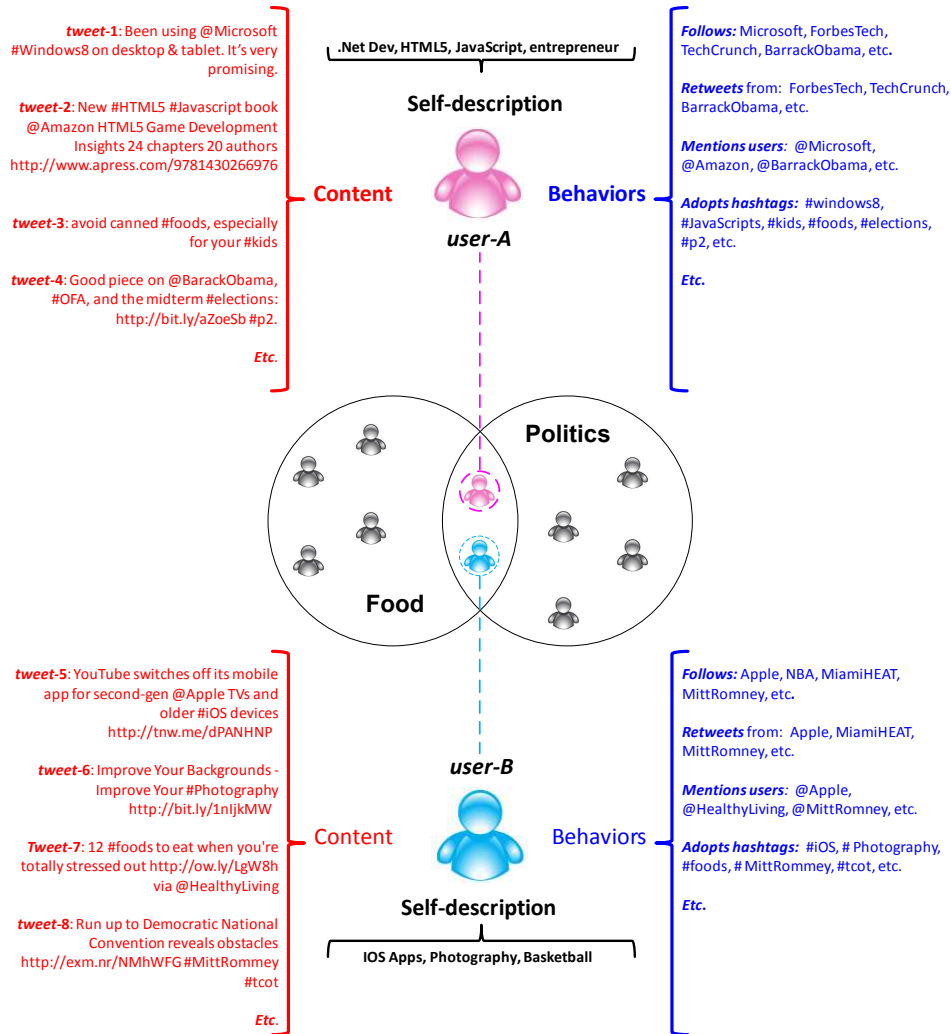 tweet-1: Been using @Microsoft
#Windows8 on desktop & tablet. It's very
promising.
tweet-2: New #HTML5 #Javascript book
@Amazon HTML5 Game Development
Insights 24 chapters 20 authors
http://www.apress.com/9781430266976
tweet-3: avoid canned #foods, especially
for your #kids
tweet-4: Good piece on @BarackObama,
#OFA, and the midterm #elections:
http://bit.ly/aZoeSb #p2.
Etc.
Content
.Net Dev, HTML5, JavaScript, entrepreneur
Self-description
user-A
Behaviors
Follows: Microsoft, ForbesTech,
TechCrunch, BarrackObama, etc.
Retweets from: ForbesTech, TechCrunch,
BarrackObama, etc.
Mentions users: @Microsoft,
@Amazon, @BarrackObama, etc.
Adopts hashtags: #windows8,
#JavaScripts, #kids, #foods, #elections,
#p2, etc.
Etc.
Politics
Food
tweet-5: YouTube switches off its mobile
app for second-gen @Apple TVs and
older #iOS devices
http://tnw.me/dPANHNP
tweet-6: Improve Your Backgrounds -
Improve Your #Photography
http://bit.ly/1nIjkMW
Tweet-7: 12 #foods to eat when you're
totally stressed out http://ow.ly/LgW8h
via @HealthyLiving
tweet-8: Run up to Democratic National
Convention reveals obstacles
http://exm.nr/NMhWFG #MittRommey
#tcot
Etc.
Content
user-B
Self-description
IOS Apps, Photography, Basketball
Behaviors
Follows: Apple, NBA, MiamiHEAT,
MittRomney, etc.
Retweets from: Apple, MiamiHEAT,
MittRomney, etc.
Mentions users: @Apple,
@HealthyLiving, @MittRomney, etc.
Adopts hashtags: #iOS, # Photography,
#foods, # MittRommey, #tcot, etc.
Etc.